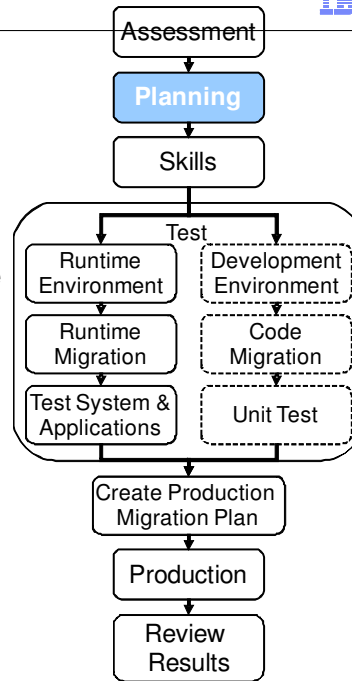 Assessment
Planning
Skills
Test
Runtime
Environment
Development
Environment
Runtime
Migration
Code
Migration
Test System &
Applications
Unit Test
Create Production
Migration Plan
Production
Review
Results